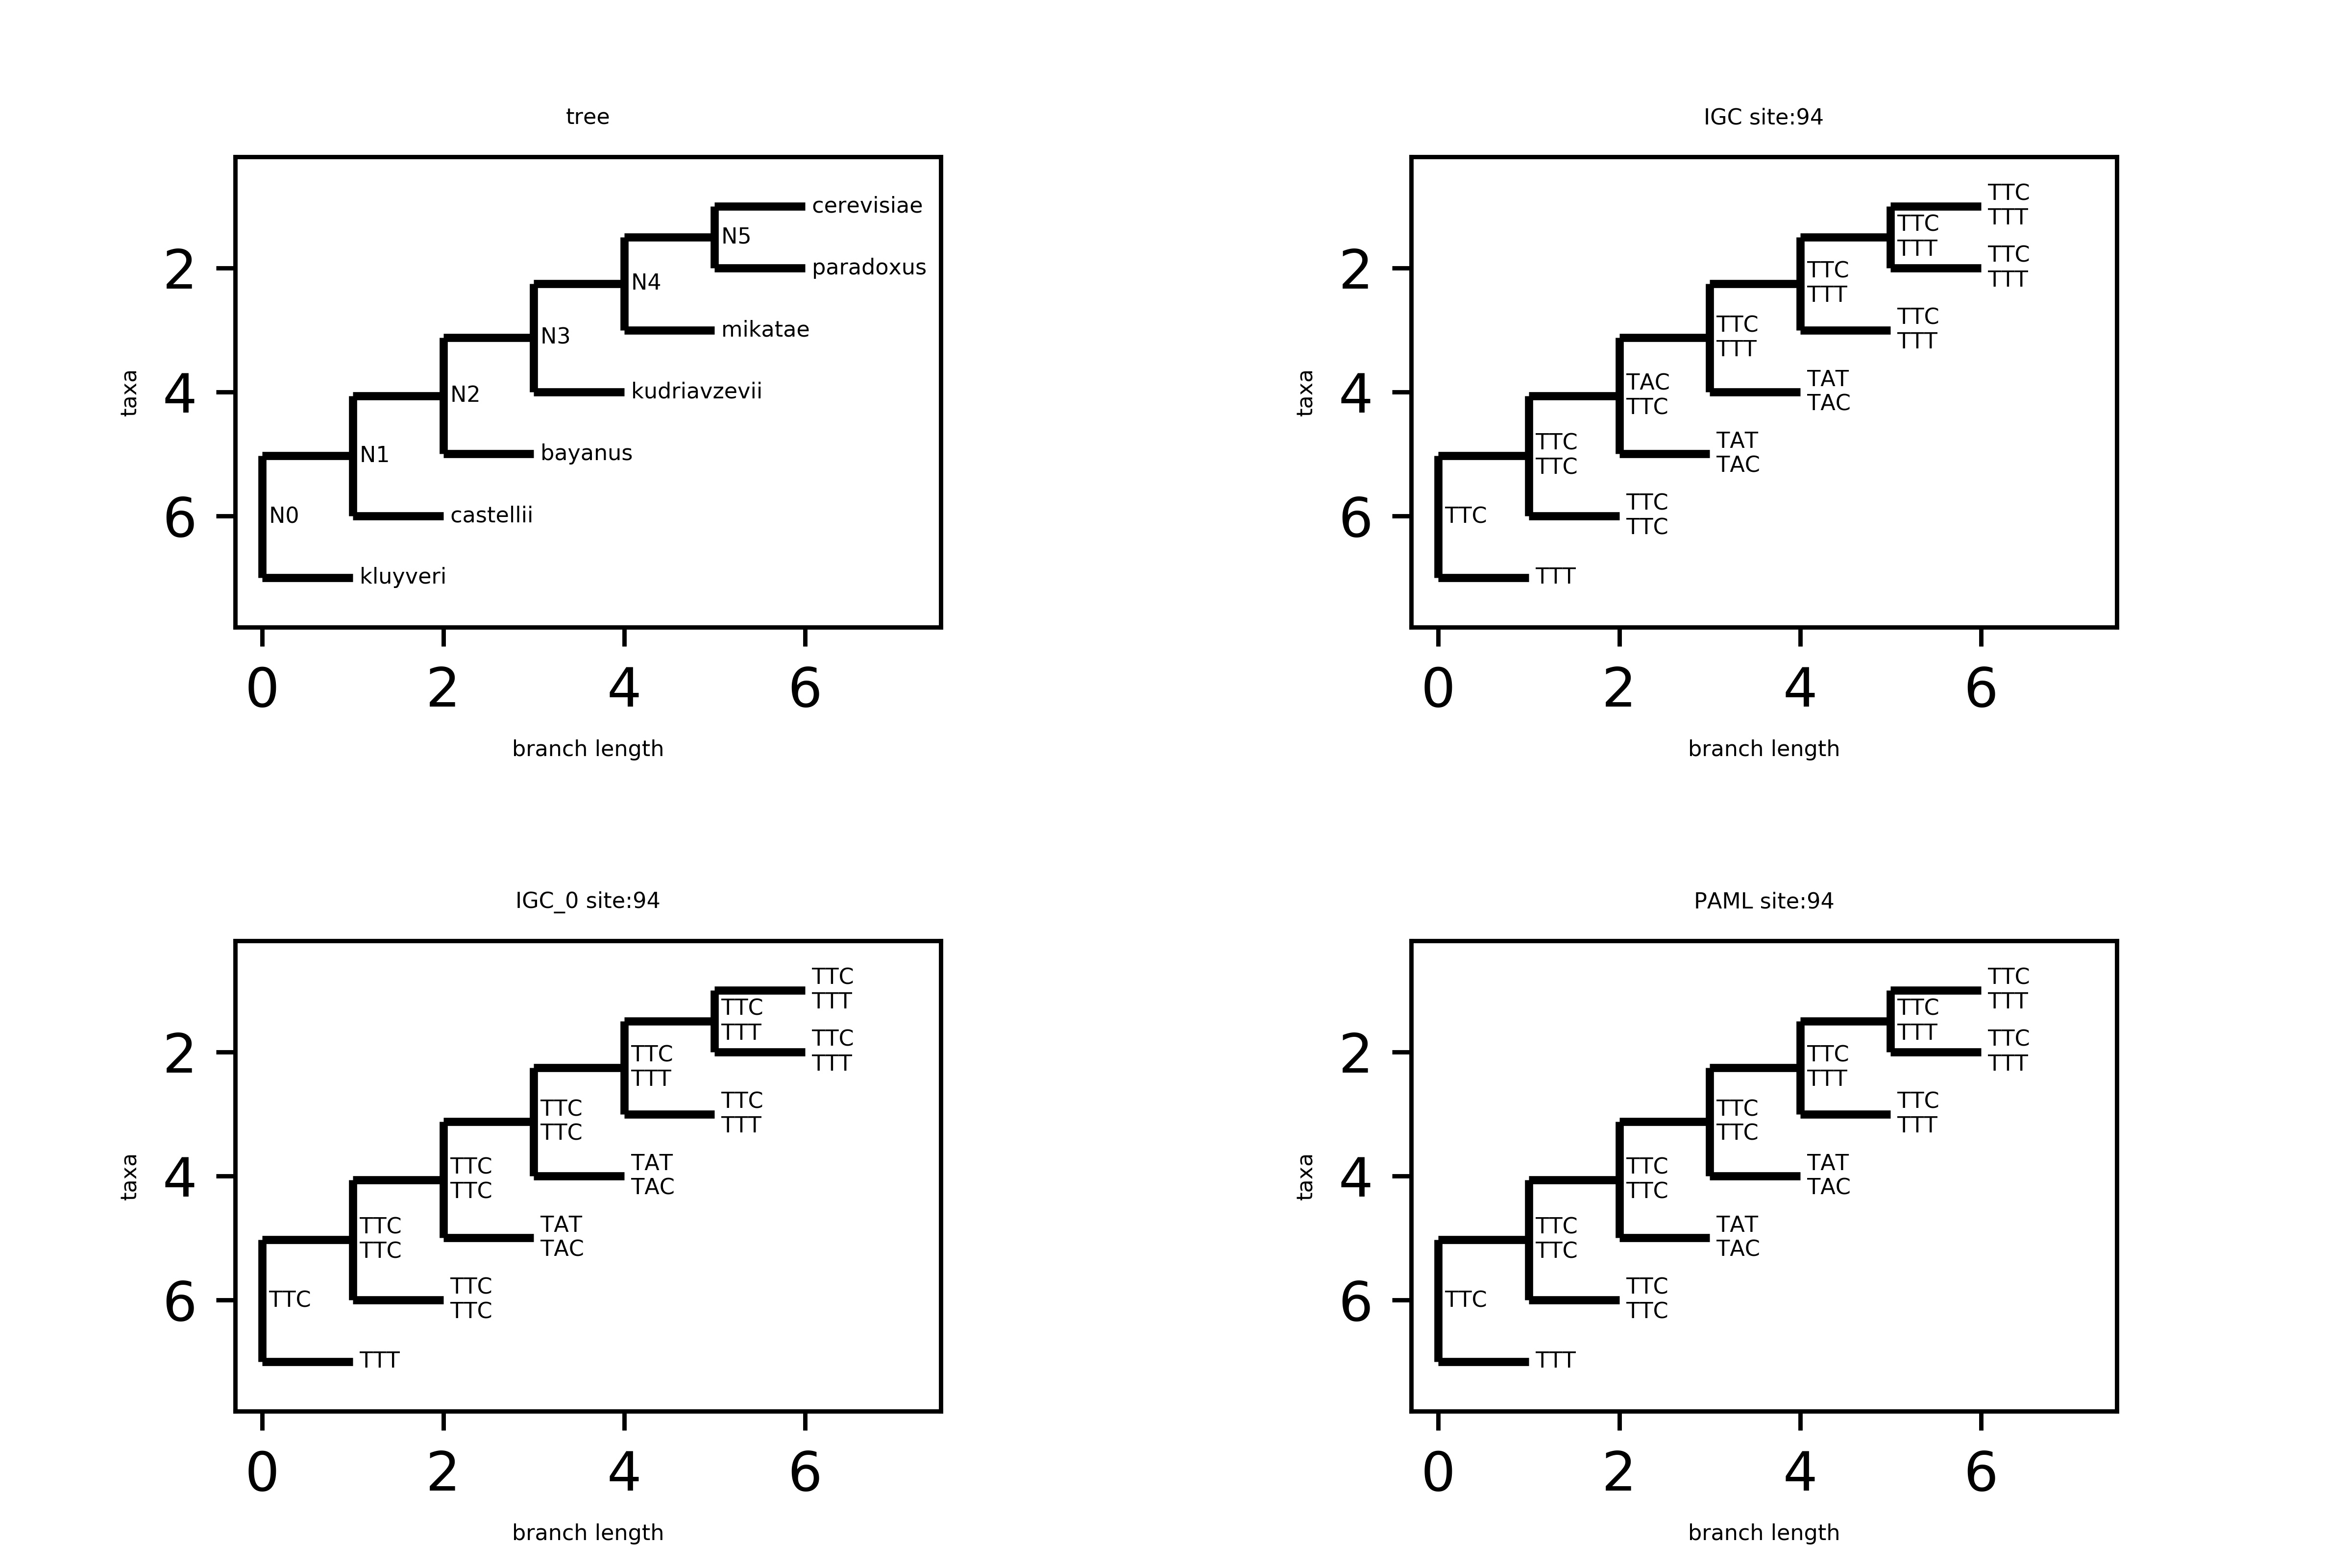 tree
cerevisiae
N5
paradoxus
N4
mikatae
N3
kudriavzevii
N2
bayanus
N1
castellii
N0
kluyveri
2
4
6
taxa
0 2 4 6
branch length
IGC site:94
TTC
TTT
TTC
TTT
TTC
TTT
TTC
TTT
TTC
TTT
TTC
TTT
TAT
TAC
TAC
TTC
TAT
TAC
TTC
TTC
TTC
TTC
TTC
TTT
2
4
6
taxa
0 2 4 6
branch length
IGC_0 site:94
TTC
TTT
TTC
TTT
TTC
TTT
TTC
TTT
TTC
TTT
TTC
TTC
TAT
TAC
TTC
TTC
TAT
TAC
TTC
TTC
TTC
TTC
TTC
TTT
2
4
6
taxa
0 2 4 6
branch length
PAML site:94
TTC
TTT
TTC
TTT
TTC
TTT
TTC
TTT
TTC
TTT
TTC
TTC
TAT
TAC
TTC
TTC
TAT
TAC
TTC
TTC
TTC
TTC
TTC
TTT
2
4
6
taxa
0 2 4 6
branch length